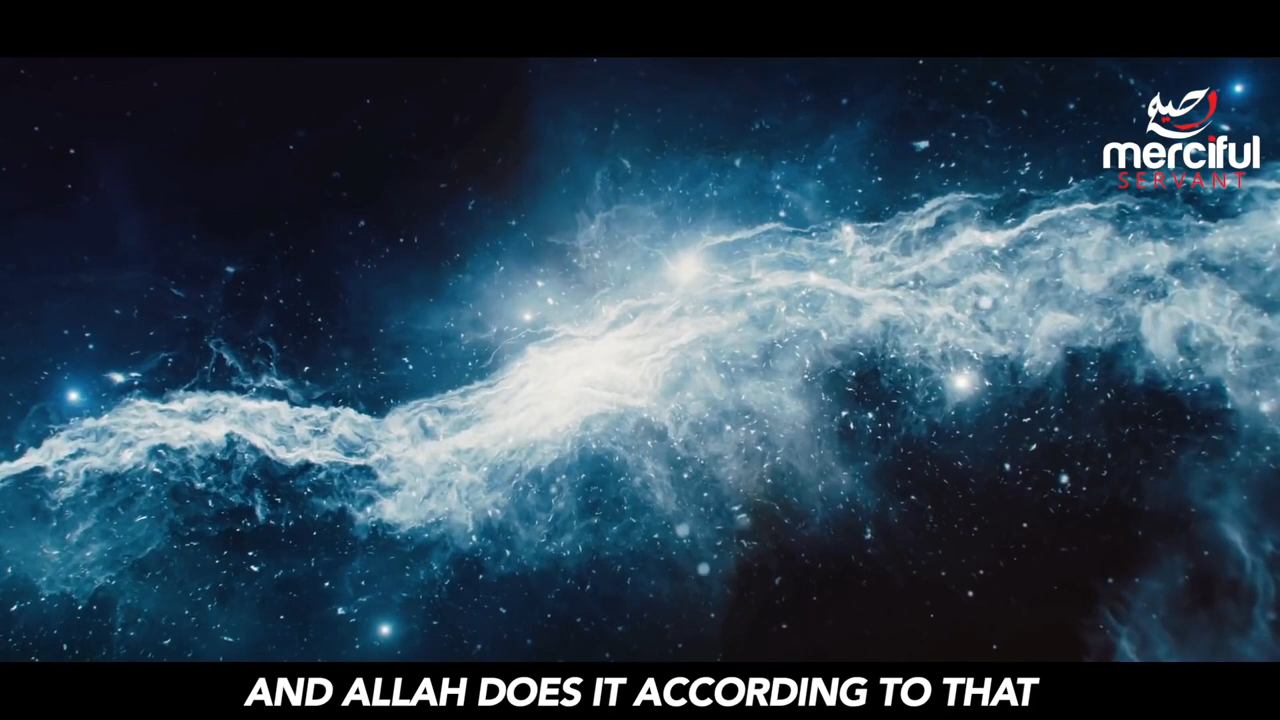 merciful
SERVANT
AND ALLAH DOES IT ACCORDING TO THAT